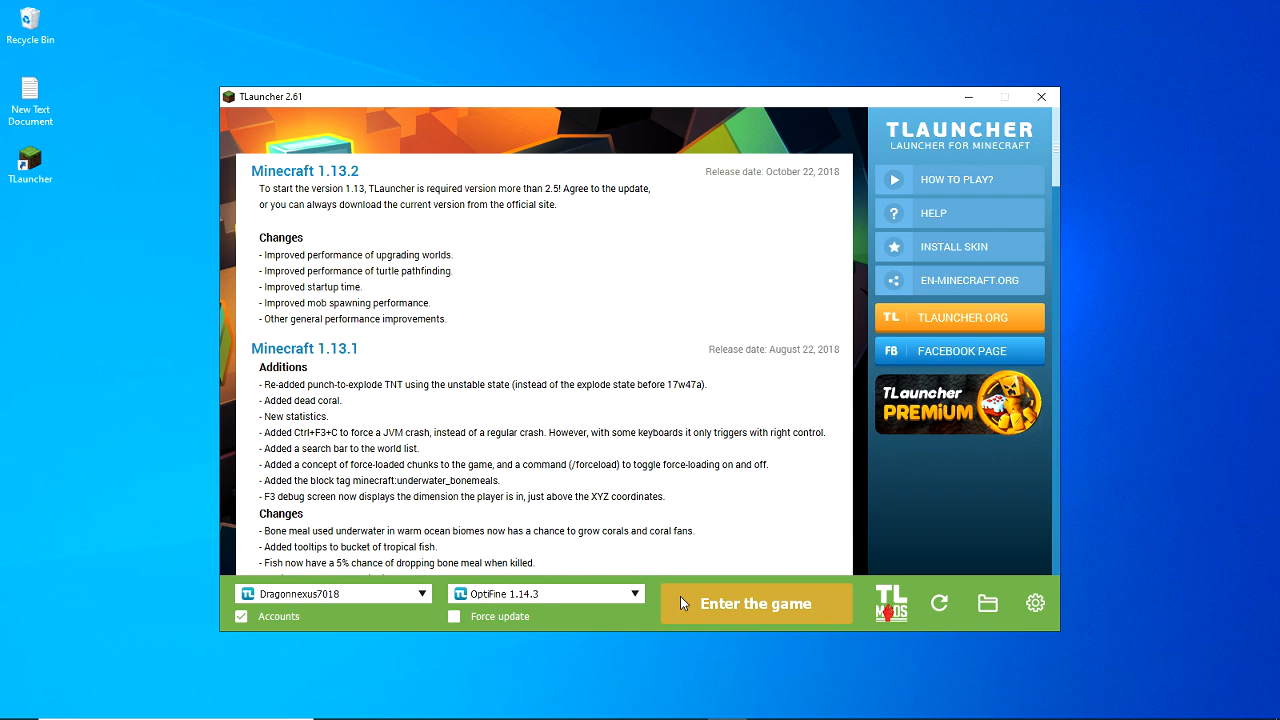 Recycle Bin
New Text
Document
TLauncher
TLauncher 2.61
Minecraft 1.13.2
Release date: October 22, 2018
To start the version 1.13, TLauncher is required version more than 2.5! Agree to the update,
or you can always download the current version from the official site.
Changes
- Improved performance of upgrading worlds.
- Improved performance of turtle pathfinding.
- Improved startup time.
- Improved mob spawning performance.
- Other general performance improvements.
Minecraft 1.13.1
Release date: August 22, 2018
Additions
- Re-added punch-to-explode TNT using the unstable state (instead of the explode state before 17w47a).
- Added dead coral.
- New statistics.
- Added Ctrl+F3+C to force a JVM crash, instead of a regular crash. However, with some keyboards it only triggers with right control.
- Added a search bar to the world list.
- Added a concept of force-loaded chunks to the game, and a command (/forceload) to toggle force-loading on and off.
- Added the block tag minecraft:underwater_bonemeals.
- F3 debug screen now displays the dimension the player is in, just above the XYZ coordinates.
Changes
- Bone meal used underwater in warm ocean biomes now has a chance to grow corals and coral fans.
- Added tooltips to bucket of tropical fish.
- Fish now have a 5% chance of dropping bone meal when killed.
TLAUNCHER
LAUNCHER FOR MINECRAFT
HOW TO PLAY?
? HELP
INSTALL SKIN
EN-MINECRAFT.ORG
TL TLAUNCHER.ORG
FB FACEBOOK PAGE
TLauncher
PREMIUM
TL Dragonnexus7018
Accounts
TL OptiFine 1.14.3
Force update
Enter the game
TL
MODS